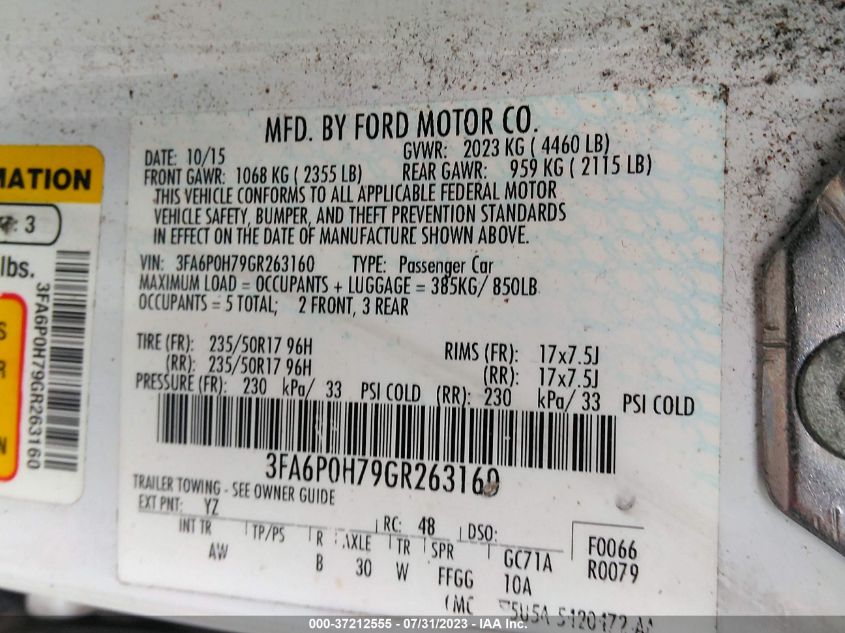 MFD. BY FORD MOTOR CO.
DATE: 10/15 GVWR: 2023 KG ( 4460 LB)
FRONT GAWR: 1068 KG ( 2355 LB) REAR GAWR: 959 KG ( 2115 LB)
THIS VEHICLE CONFORMS TO ALL APPLICABLE FEDERAL MOTOR
VEHICLE SAFETY, BUMPER, AND THEFT PREVENTION STANDARDS
IN EFFECT ON THE DATE OF MANUFACTURE SHOWN ABOVE.
VIN: 3FA6P0H79GR263160 TYPE: Passenger Car
MAXIMUM LOAD = OCCUPANTS + LUGGAGE = 385KG/ 850LB
OCCUPANTS = 5 TOTAL; 2 FRONT, 3 REAR
TIRE (FR): 235/50R17 96H RIMS (FR): 17x7.5J
(RR): 235/50R17 96H (RR): 17x7.5J
PRESSURE (FR): 230 kPa/ 33 PSI COLD (RR): 230 kPa/ 33 PSI COLD
3FA6P0H79GR263160
TRAILER TOWING - SEE OWNER GUIDE
EXT PNT: YZ RC: 48 DSO: F0066
INT TR TP/PS R AXLE TR SPR GC71A R0079
AW B 30 W FFGG 10A
MATION
3
lbs.
3FA6P0H79GR263160
S
R
N
000-37212555 - 07/31/2023 - IAA Inc.